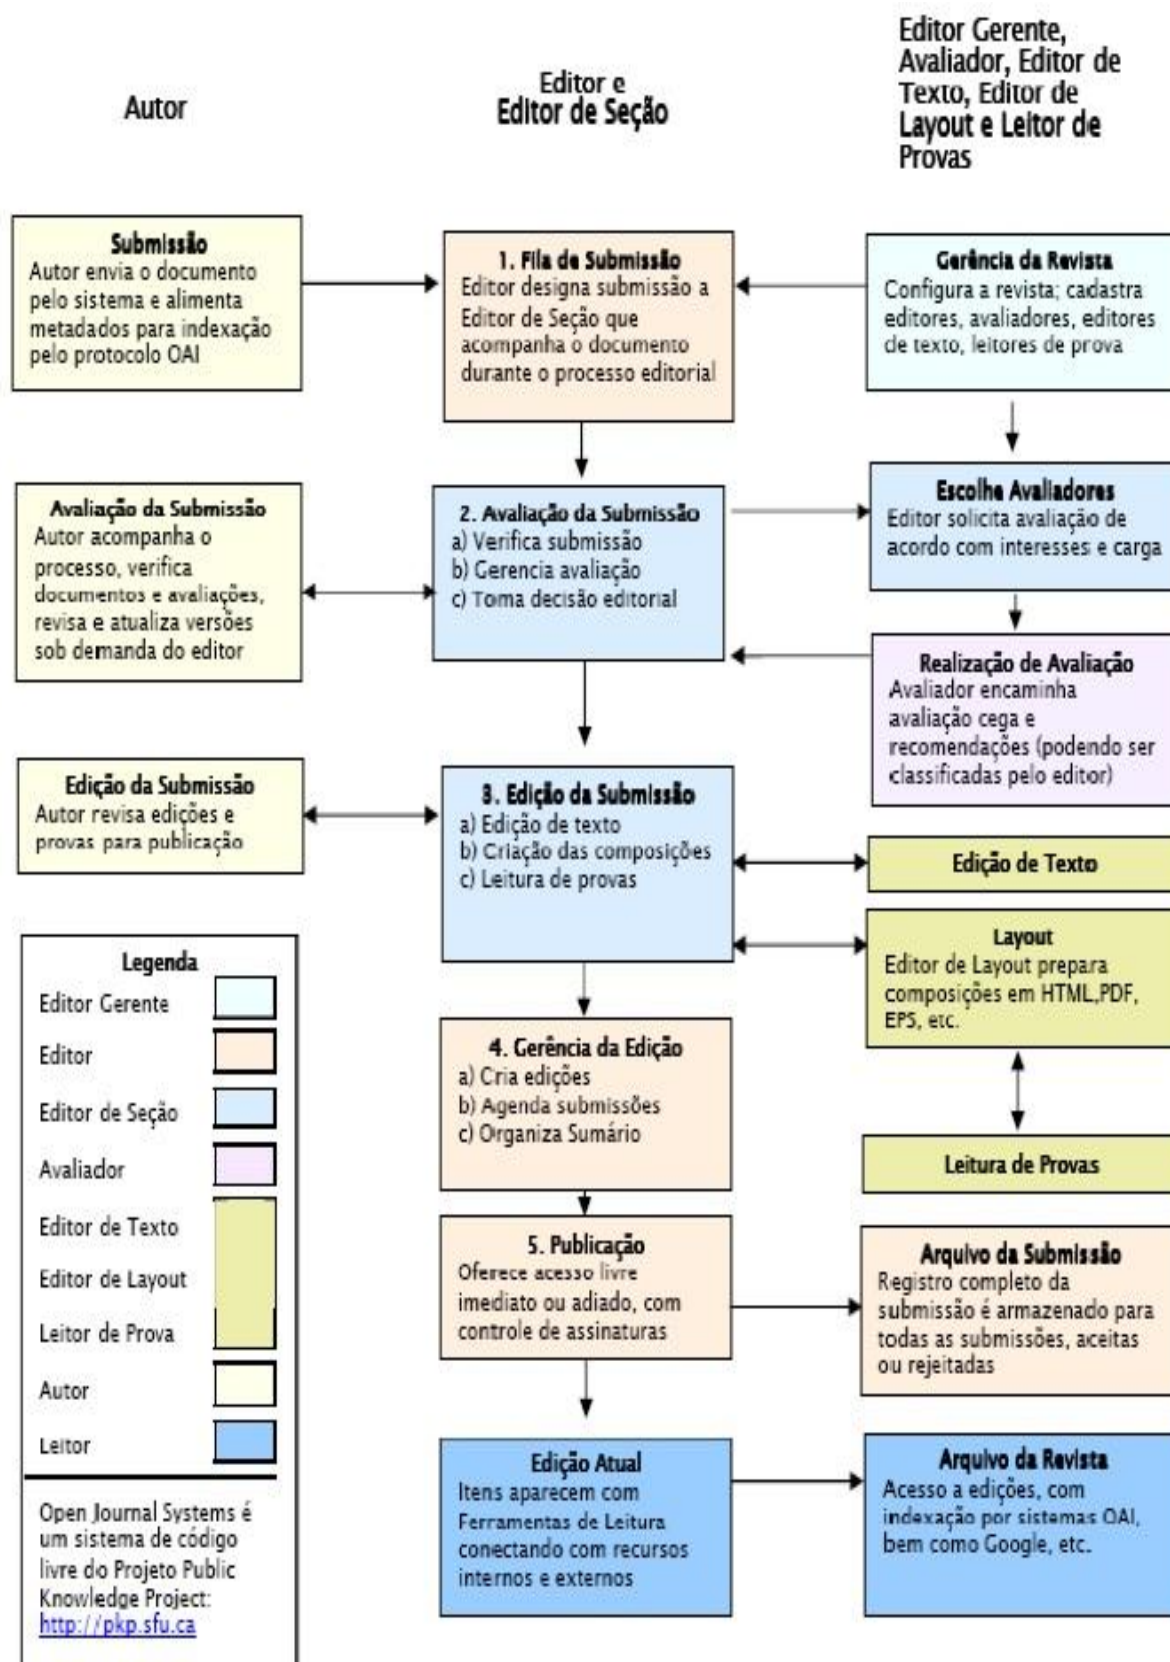 Autor
Editor e
Editor de Seção
Editor Gerente,
Avaliador, Editor de
Texto, Editor de
Layout e Leitor de
Provas
Submissão
Autor envia o documento
pelo sistema e alimenta
metadados para indexação
pelo protocolo OAI
1. Fila de Submissão
Editor designa submissão a
Editor de Seção que
acompanha o documento
durante o processo editorial
Gerência da Revista
Configura a revista; cadastra
editores, avaliadores, editores
de texto, leitores de prova
Avaliação da Submissão
Autor acompanha o
processo, verifica
documentos e avaliações,
revisa e atualiza versões
sob demanda do editor
2. Avaliação da Submissão
a) Verifica submissão
b) Gerencia avaliação
c) Toma decisão editorial
Escolhe Avaliadores
Editor solicita avaliação de
acordo com interesses e carga
Realização de Avaliação
Avaliador encaminha
avaliação cega e
recomendações (podendo ser
classificadas pelo editor)
Edição da Submissão
Autor revisa edições e
provas para publicação
3. Edição da Submissão
a) Edição de texto
b) Criação das composições
c) Leitura de provas
Edição de Texto
Layout
Editor de Layout prepara
composições em HTML,PDF,
EPS, etc.
Leitura de Provas
4. Gerência da Edição
a) Cria edições
b) Agenda submissões
c) Organiza Sumário
5. Publicação
Oferece acesso livre
imediato ou adiado, com
controle de assinaturas
Arquivo da Submissão
Registro completo da
submissão é armazenado para
todas as submissões, aceitas
ou rejeitadas
Edição Atual
Itens aparecem com
Ferramentas de Leitura
conectando com recursos
internos e externos
Arquivo da Revista
Acesso a edições, com
indexação por sistemas OAI,
bem como Google, etc.
Legenda
Editor Gerente
Editor
Editor de Seção
Avaliador
Editor de Texto
Editor de Layout
Leitor de Prova
Autor
Leitor
Open Journal Systems é
um sistema de código
livre do Projeto Public
Knowledge Project:
http://pkp.sfu.ca